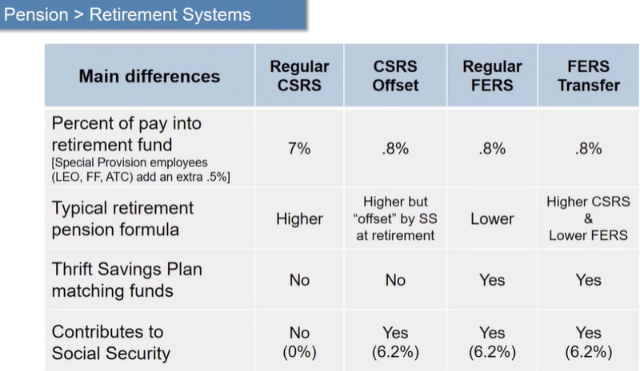 Pension > Retirement Systems
Main differences
Regular
CSRS
CSRS
Offset
Regular
FERS
FERS
Transfer
Percent of pay into
retirement fund
[Special Provision employees
(LEO, FF, ATC) add an extra .5%]
7%
.8%
.8%
.8%
Typical retirement
pension formula
Higher
Higher but
"offset" by SS
at retirement
Lower
Higher CSRS
&
Lower FERS
Thrift Savings Plan
matching funds
No
No
Yes
Yes
Contributes to
Social Security
No
(0%)
Yes
(6.2%)
Yes
(6.2%)
Yes
(6.2%)